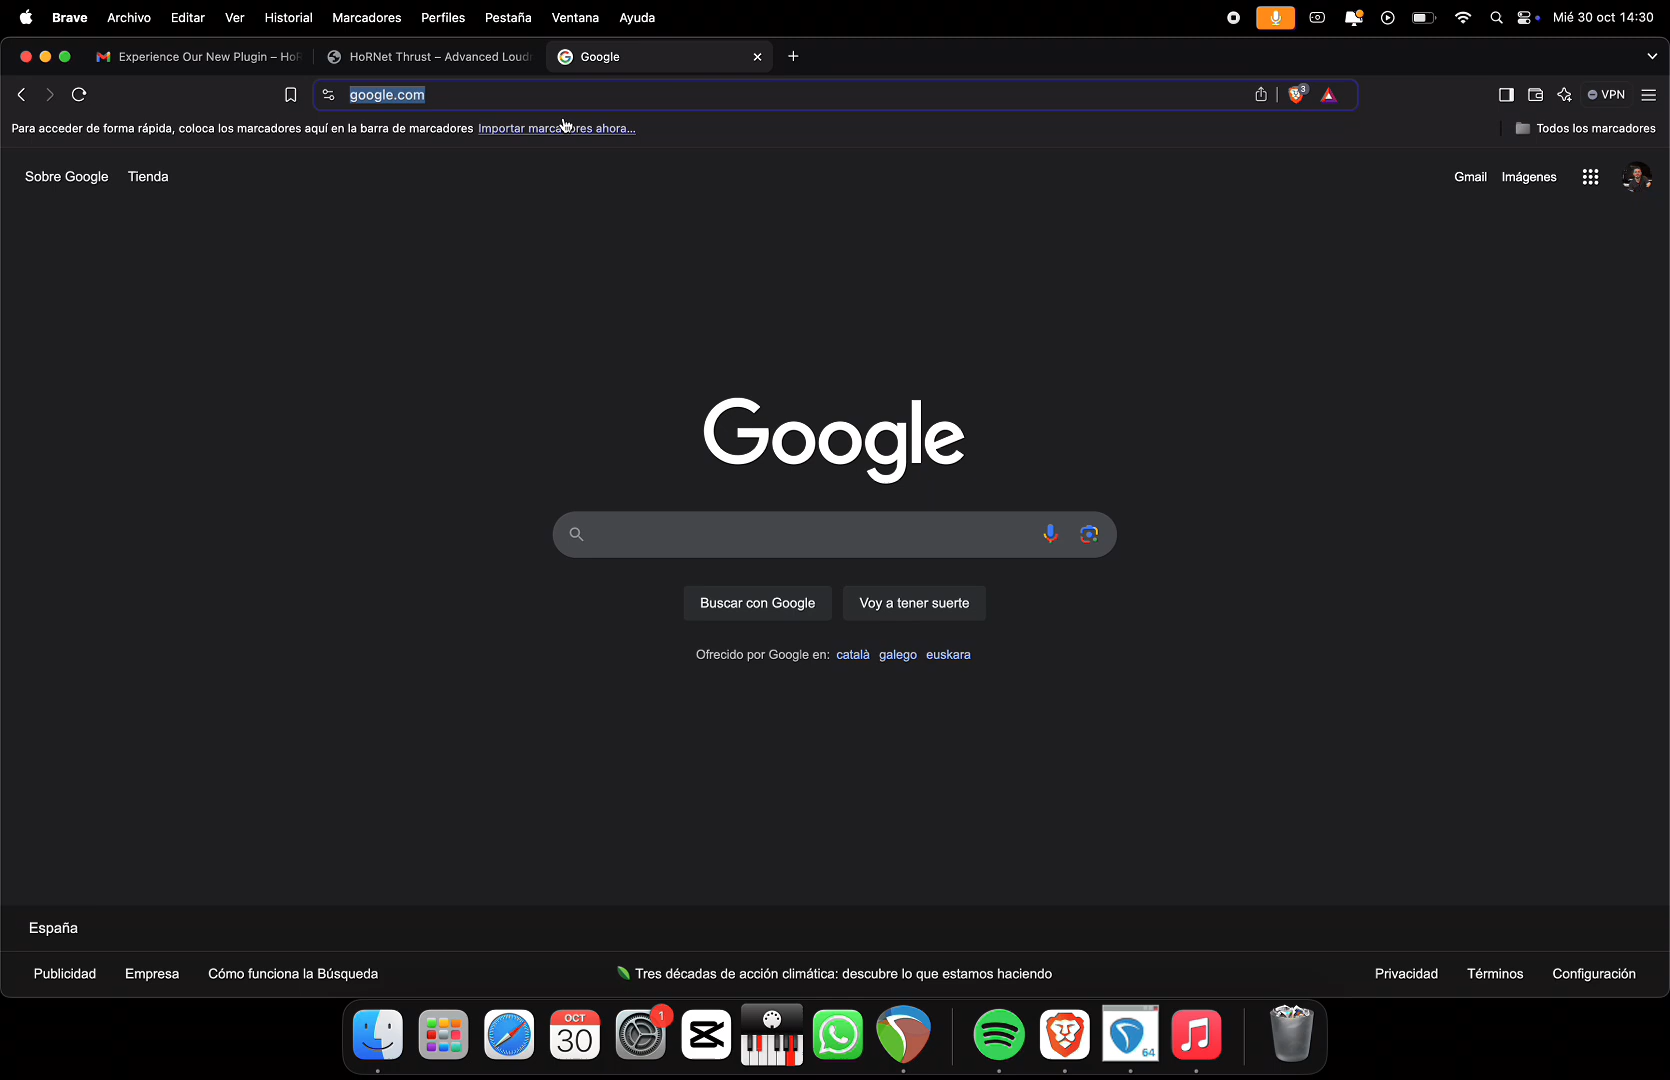 Brave Archivo Editar Ver Historial Marcadores Perfiles Pestaña Ventana Ayuda Mié 30 oct 14:30
Experience Our New Plugin – HoR HoRNet Thrust – Advanced Loud Google
google.com 3 VPN
Para acceder de forma rápida, coloca los marcadores aquí en la barra de marcadores Importar marcadores ahora... Todos los marcadores
Sobre Google Tienda Gmail Imágenes
Google
Buscar con Google Voy a tener suerte
Ofrecido por Google en: català galego euskara
España
Publicidad Empresa Cómo funciona la Búsqueda Tres décadas de acción climática: descubre lo que estamos haciendo Privacidad Términos Configuración
OCT
30
1
64